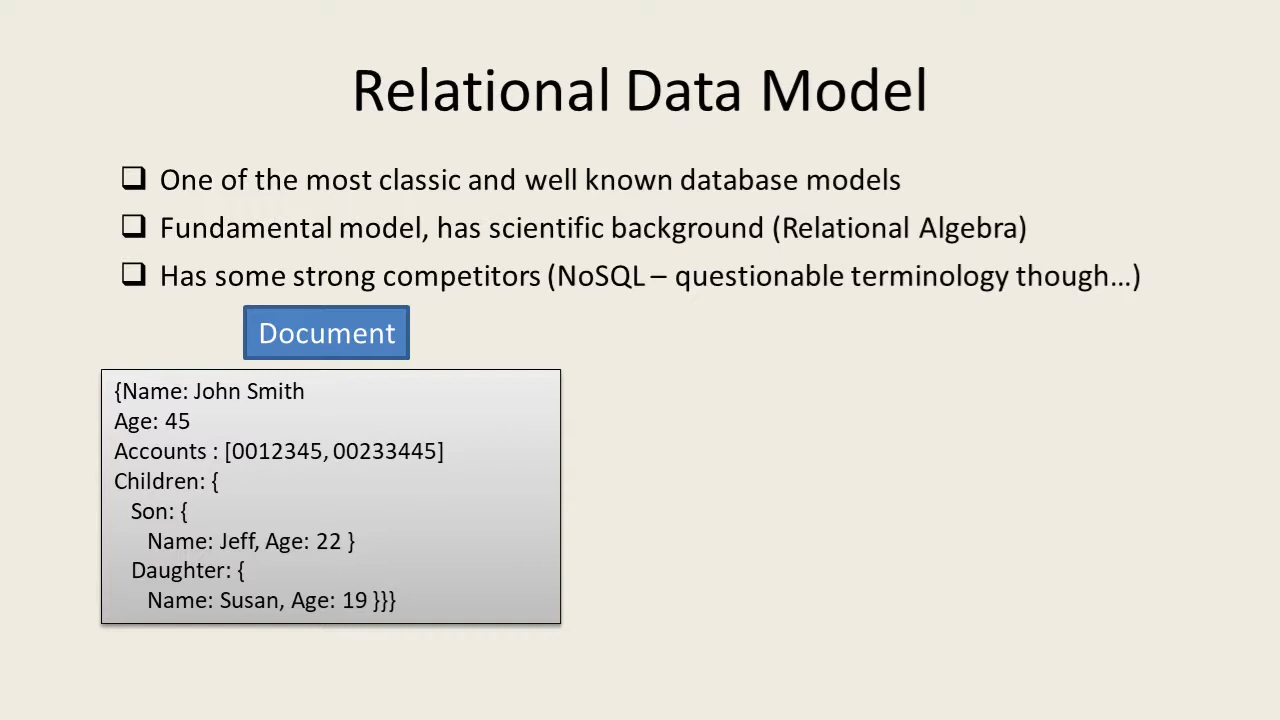 Relational Data Model
❑ One of the most classic and well known database models
❑ Fundamental model, has scientific background (Relational Algebra)
❑ Has some strong competitors (NoSQL – questionable terminology though…)
Document
{Name: John Smith
Age: 45
Accounts : [0012345, 00233445]
Children: {
Son: {
Name: Jeff, Age: 22 }
Daughter: {
Name: Susan, Age: 19 }}}